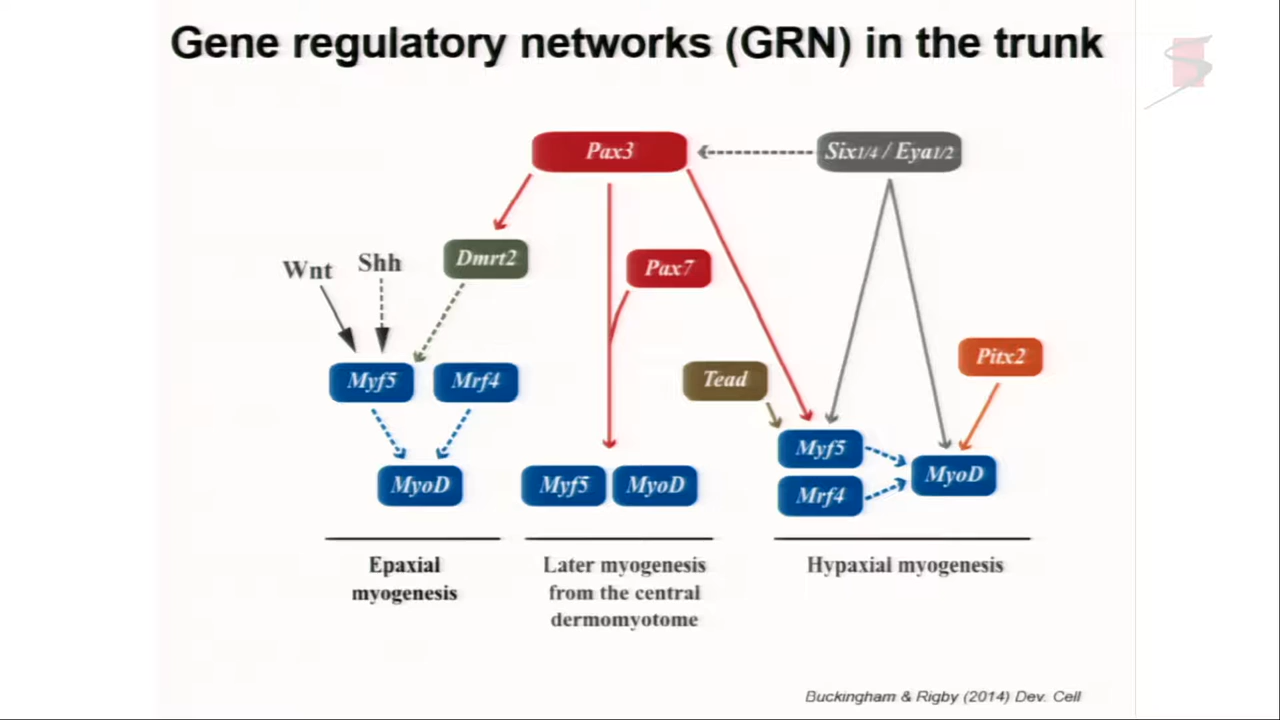 Gene regulatory networks (GRN) in the trunk
Pax3
Six1/4 / Eya1/2
Wnt
Shh
Dmrt2
Pax7
Myf5
Mrf4
Tead
Pitx2
MyoD
Myf5
MyoD
Myf5
Mrf4
MyoD
Epaxial
myogenesis
Later myogenesis
from the central
dermomyotome
Hypaxial myogenesis
Buckingham & Rigby (2014) Dev. Cell